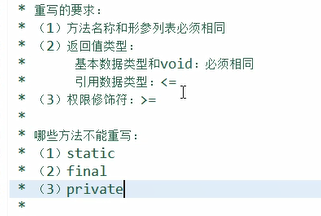 * 重写的要求：
* （1）方法名称和形参列表必须相同
* （2）返回值类型：
*       基本数据类型和void：必须相同
*       引用数据类型：<=
* （3）权限修饰符：>=
*
* 哪些方法不能重写：
* （1）static
* （2）final
* （3）private
*